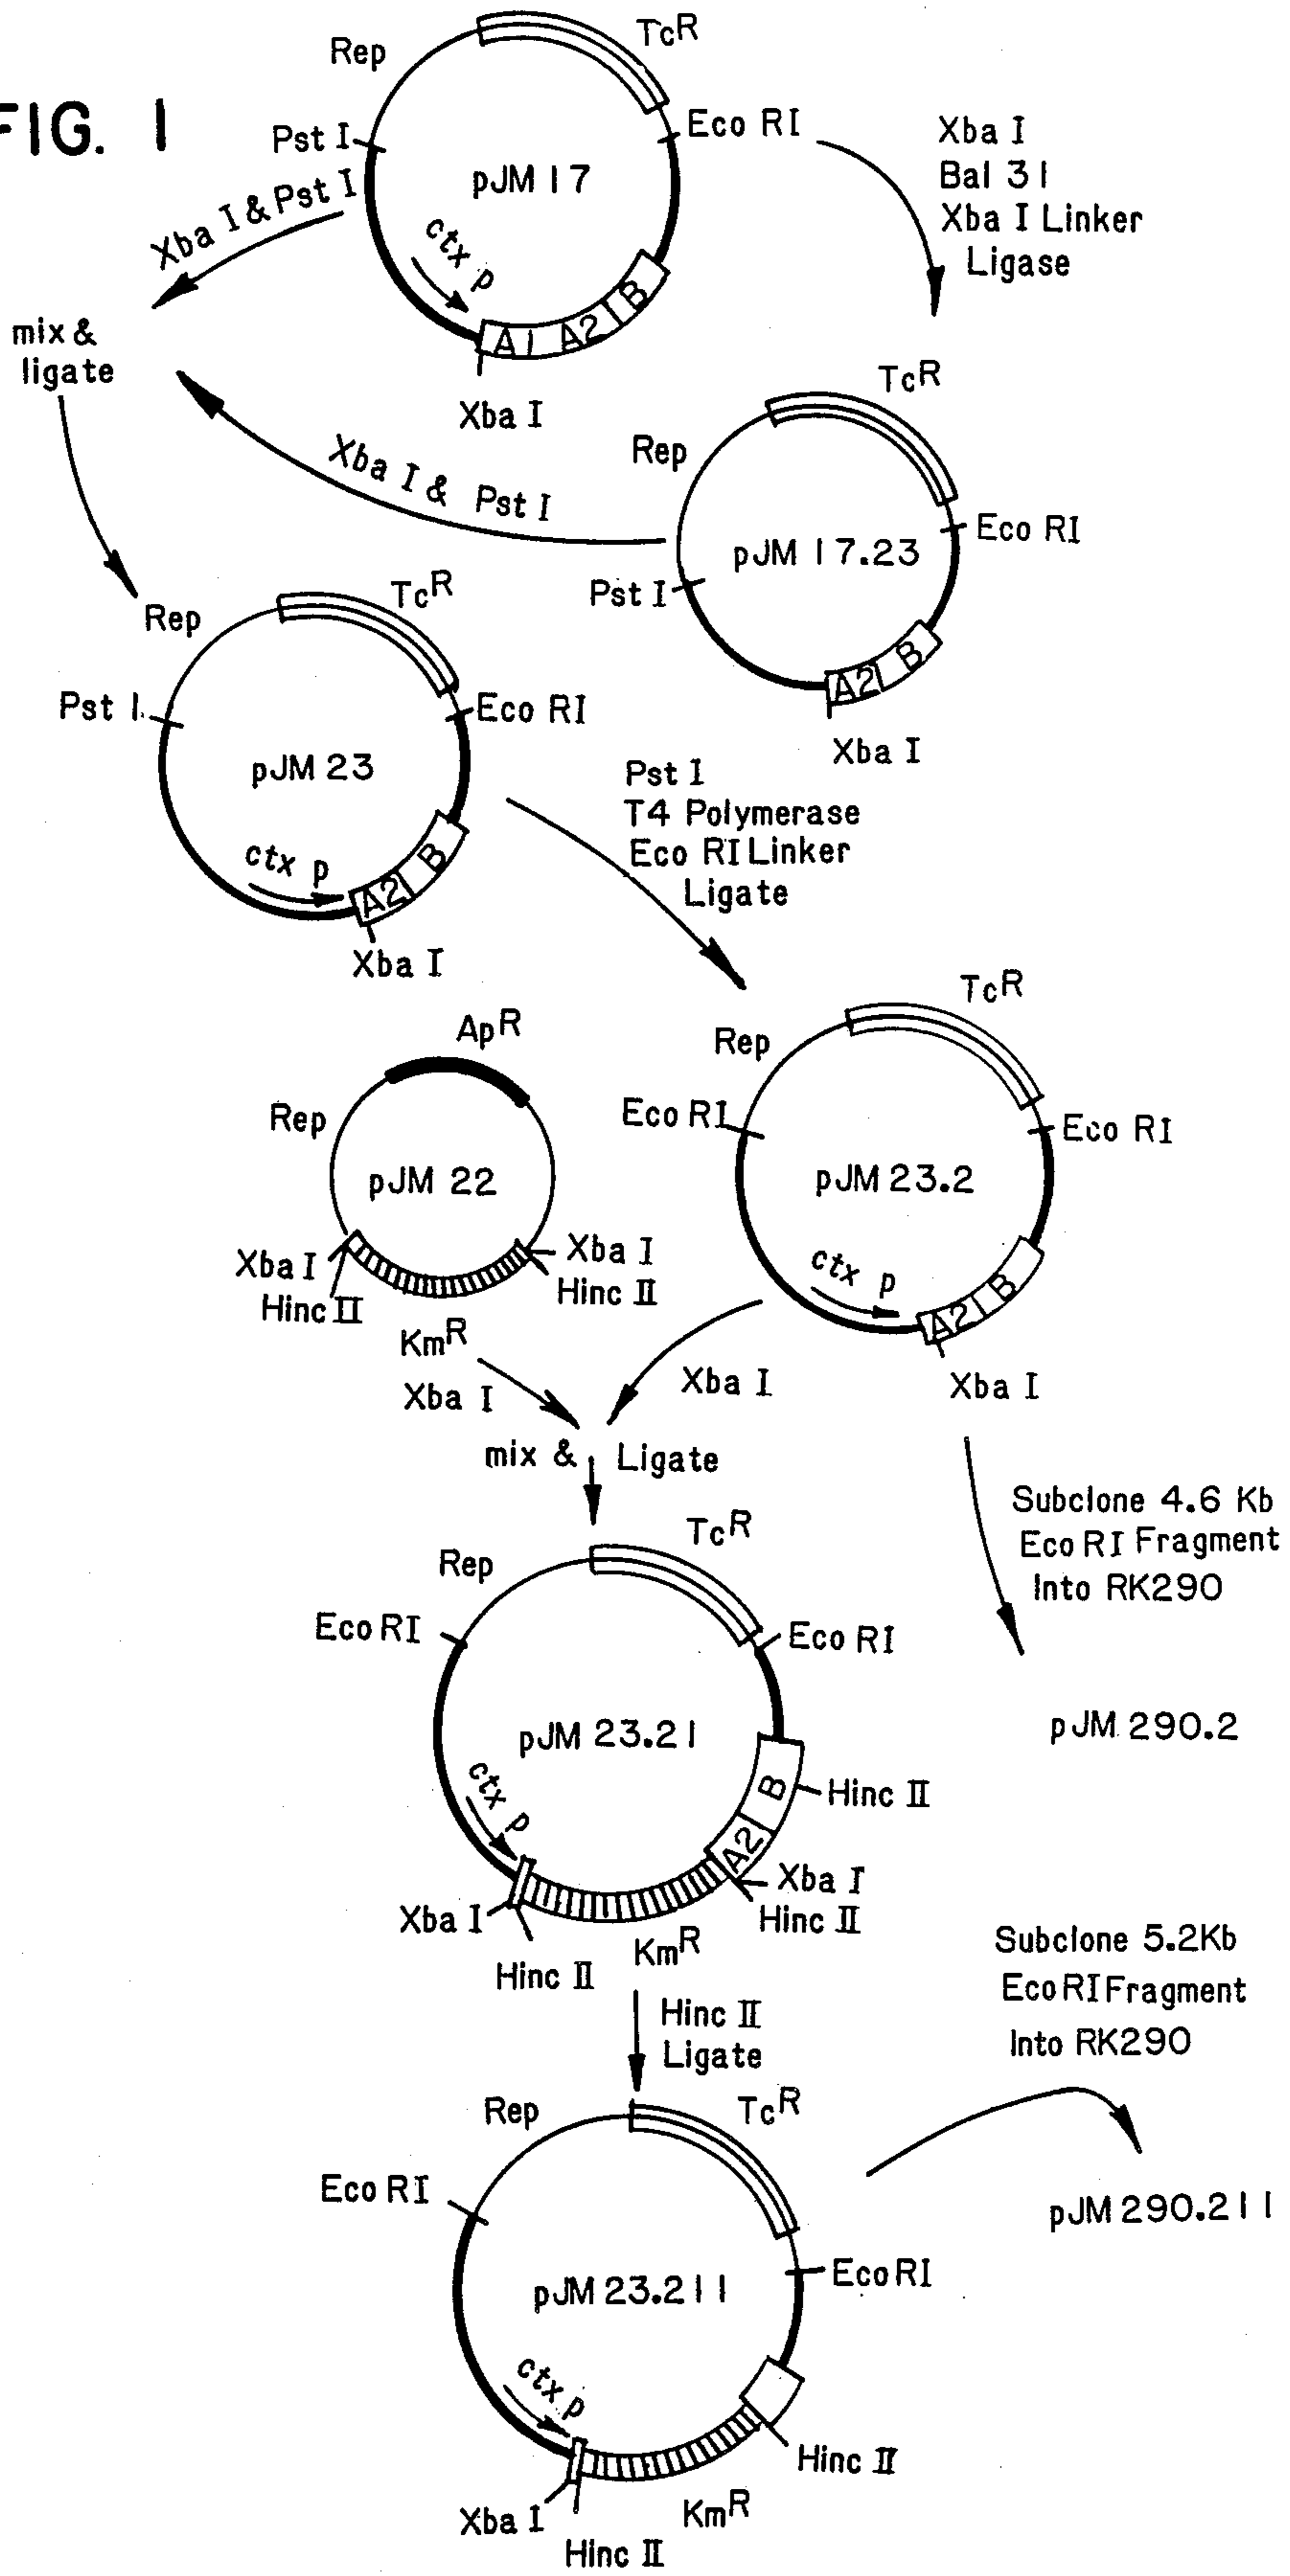 FIG. 1
Rep
TcR
Pst I
Eco RI
pJM 17
ctx p
A1 A2 B
Xba I
Xba I & Pst I
mix &
ligate
Xba I
Bal 31
Xba I Linker
Ligase
TcR
Rep
Eco RI
pJM 17.23
Pst I
A2 B
Xba I
Xba I & Pst I
Rep
TcR
Pst I
Eco RI
pJM 23
ctx p
A2 B
Xba I
Pst I
T4 Polymerase
Eco RI Linker
Ligate
ApR
Rep
pJM 22
Xba I
Hinc II
Xba I
Hinc II
KmR
Xba I
TcR
Rep
Eco RI
Eco RI
pJM 23.2
ctx p
A2 B
Xba I
Xba I
mix & Ligate
Subclone 4.6 Kb
Eco RI Fragment
Into RK290
pJM 290.2
TcR
Rep
Eco RI
Eco RI
pJM 23.21
ctx p
B
Hinc II
A2
Xba I
Hinc II
Xba I
Hinc II
KmR
Hinc II
Ligate
Subclone 5.2Kb
Eco RI Fragment
Into RK290
pJM 290.211
Rep
TcR
Eco RI
Eco RI
pJM 23.211
ctx p
Hinc II
Xba I
Hinc II
KmR